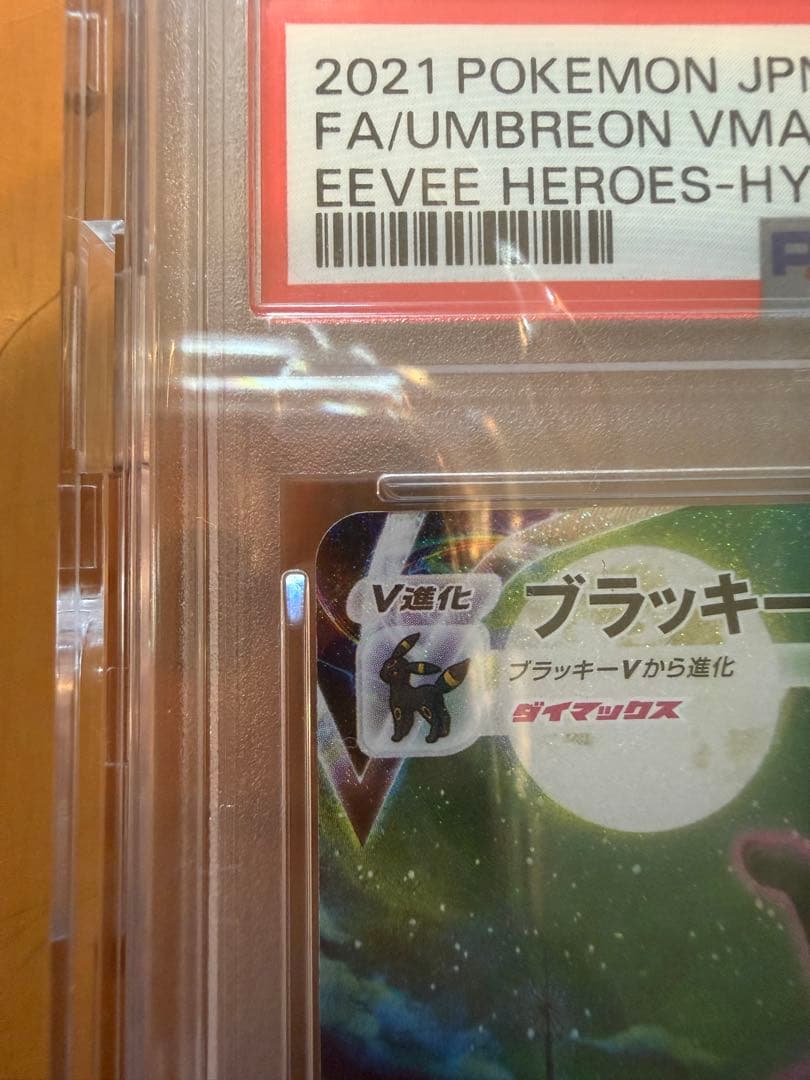 2021 POKEMON JPN
FA/UMBREON VMA
EEVEE HEROES-HY
V進化
ブラッキー
ブラッキーVから進化
ダイマックス